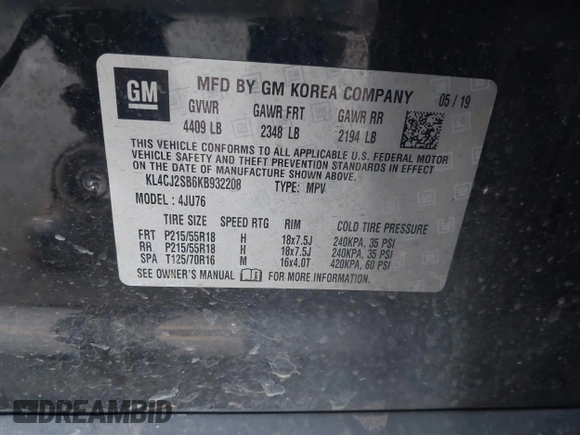 GM MFD BY GM KOREA COMPANY 05/19
GVWR GAWR FRT GAWR RR
4409 LB 2348 LB 2194 LB
THIS VEHICLE CONFORMS TO ALL APPLICABLE U.S. FEDERAL MOTOR
VEHICLE SAFETY AND THEFT PREVENTION STANDARDS IN EFFECT
ON THE DATE OF MANUFACTURE SHOWN ABOVE.
KL4CJ2SB6KB932208 TYPE: MPV
MODEL: 4JU76
TIRE SIZE SPEED RTG RIM COLD TIRE PRESSURE
FRT P215/55R18 H 18x7.5J 240KPA, 35 PSI
RR P215/55R18 H 18x7.5J 240KPA, 35 PSI
SPA T125/70R16 M 16x4.0T 420KPA, 60 PSI
SEE OWNER'S MANUAL FOR MORE INFORMATION.
DREAMBID